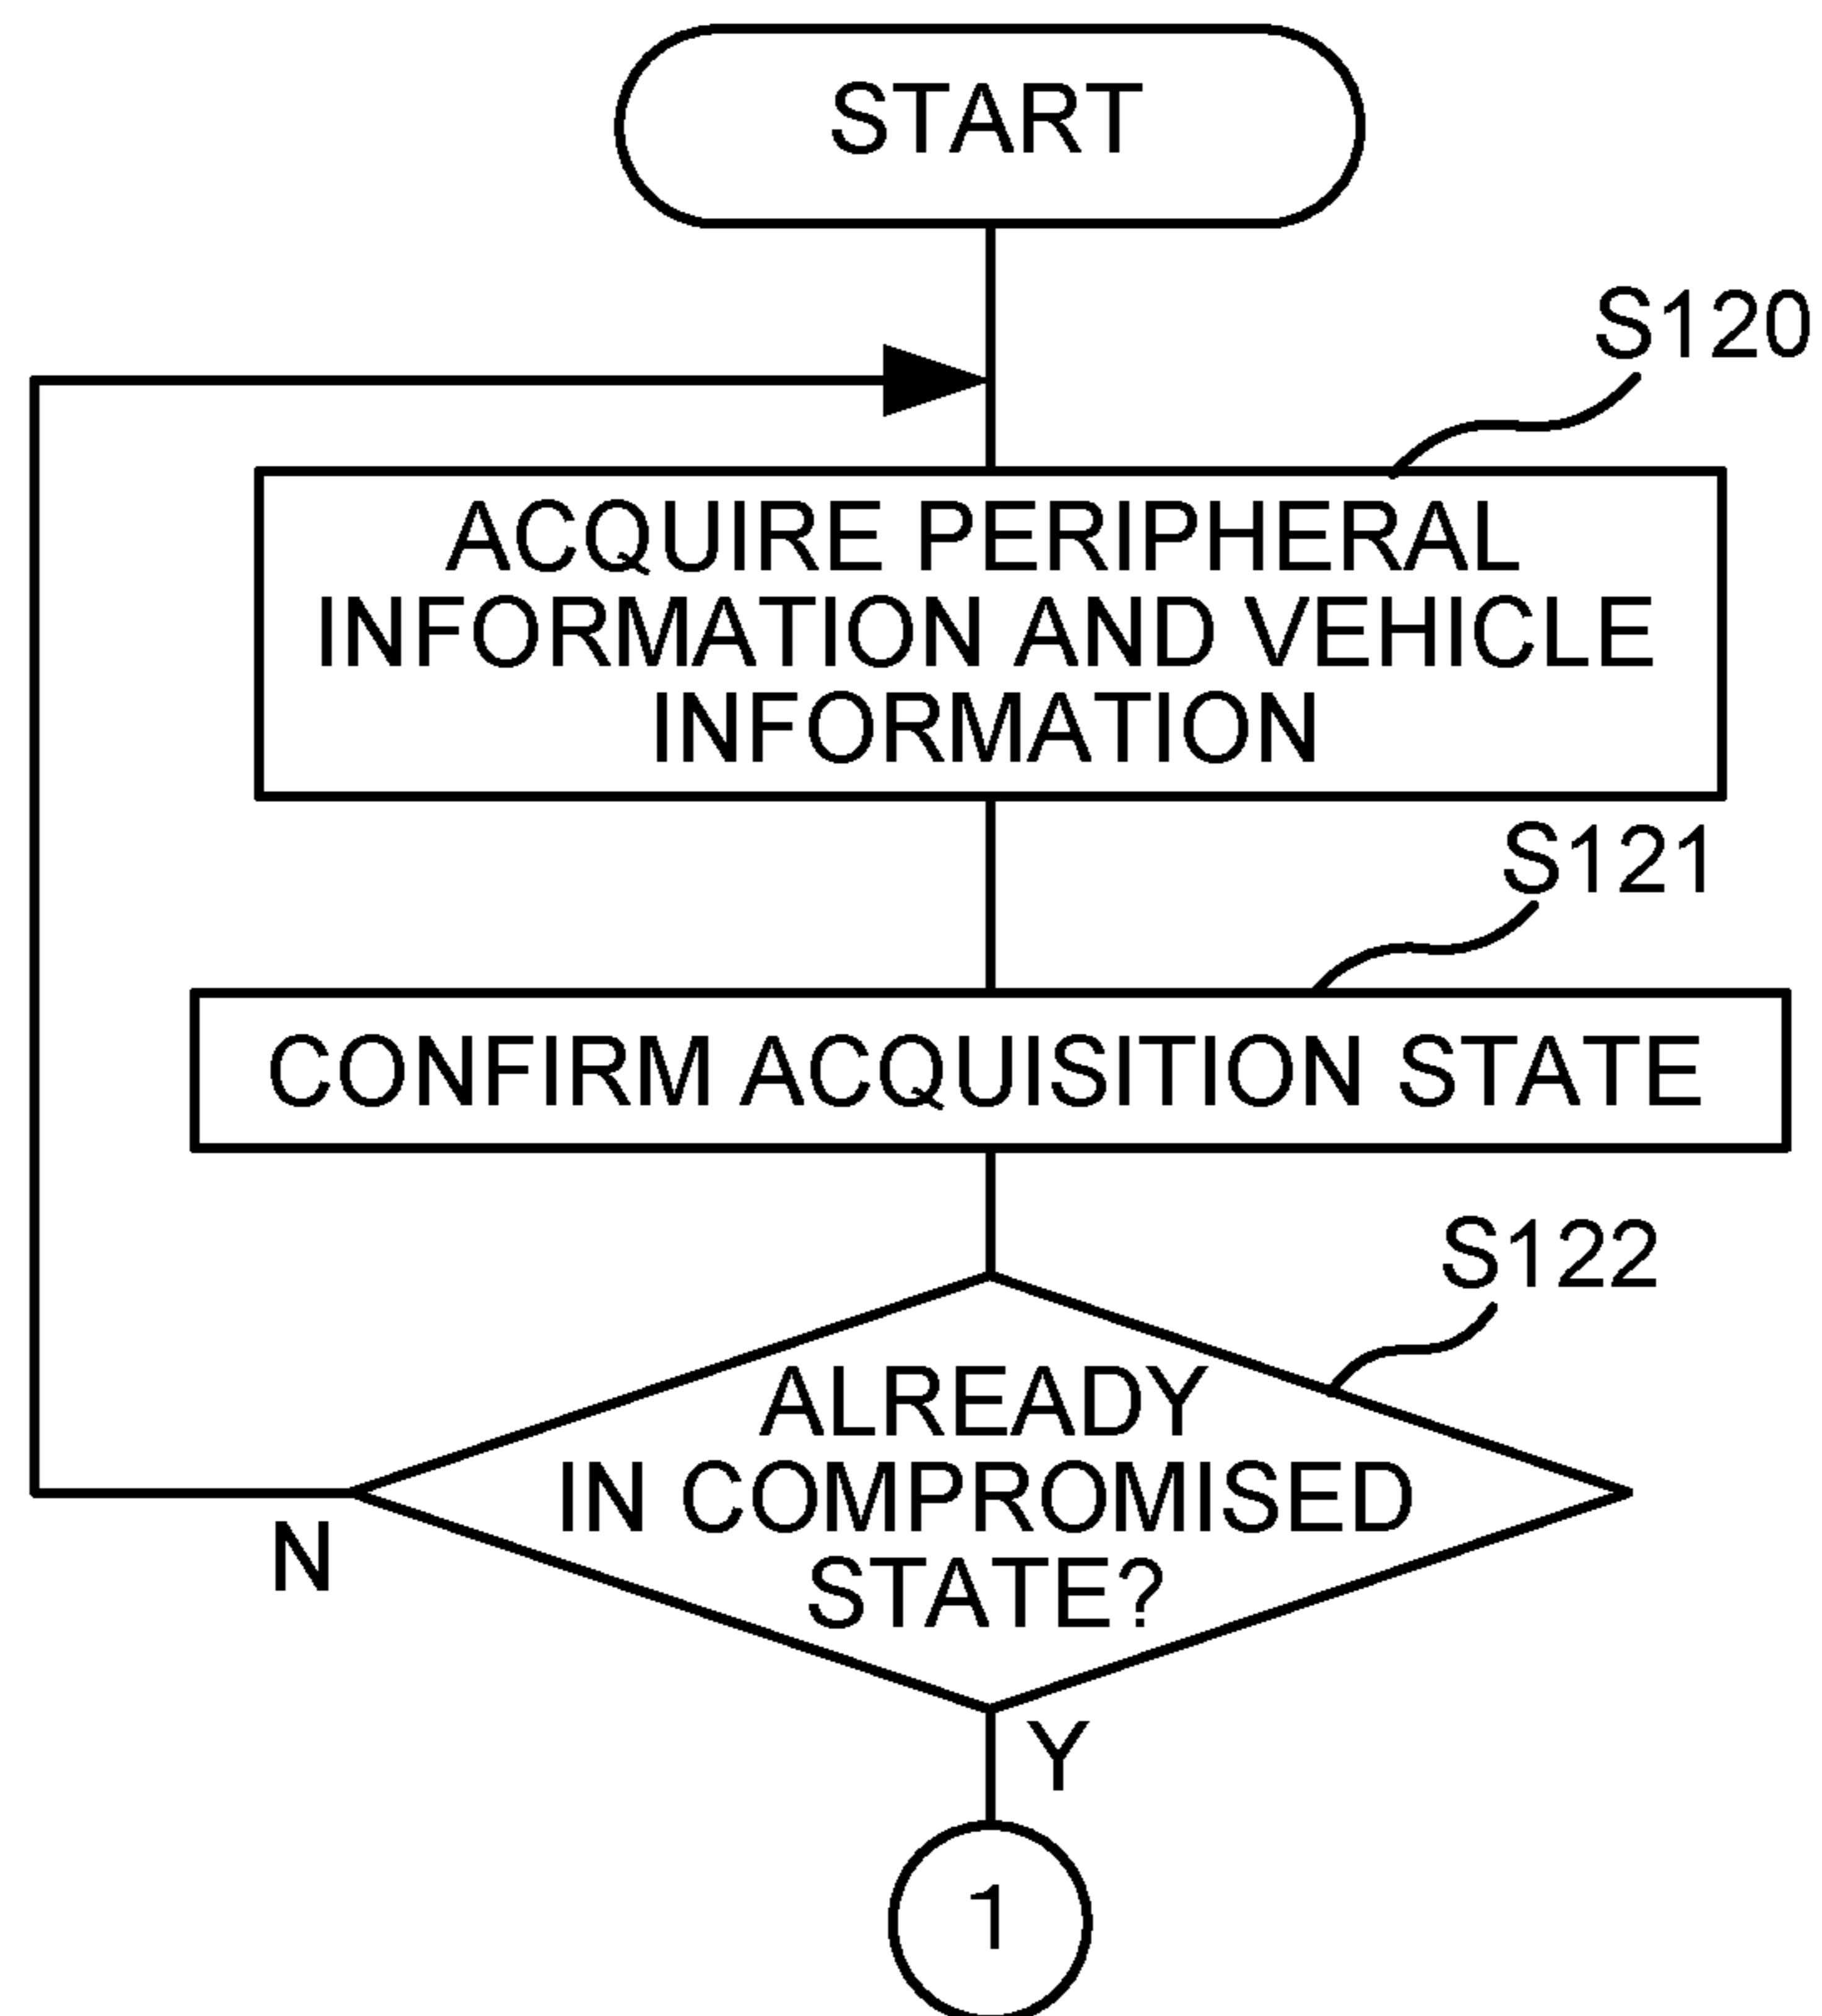 START
S120
ACQUIRE PERIPHERAL
INFORMATION AND VEHICLE
INFORMATION
S121
CONFIRM ACQUISITION STATE
S122
ALREADY
IN COMPROMISED
STATE?
N
Y
1